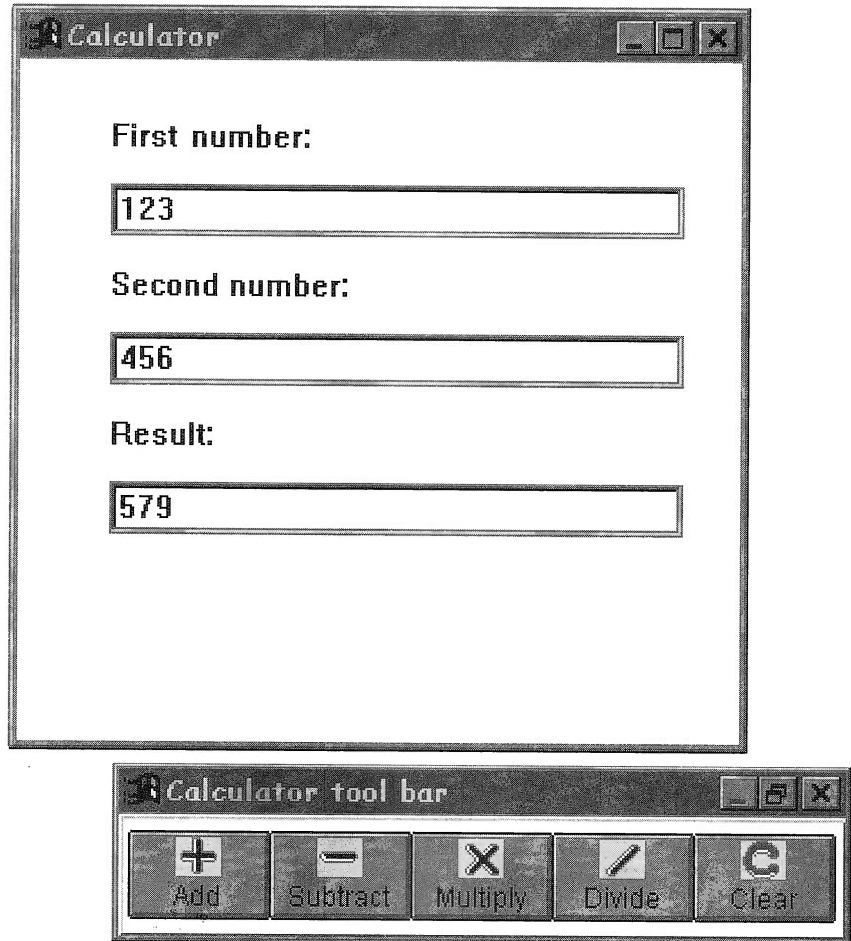 Calculator
First number:
123
Second number:
456
Result:
579
Calculator tool bar
Add Subtract Multiply Divide Clear